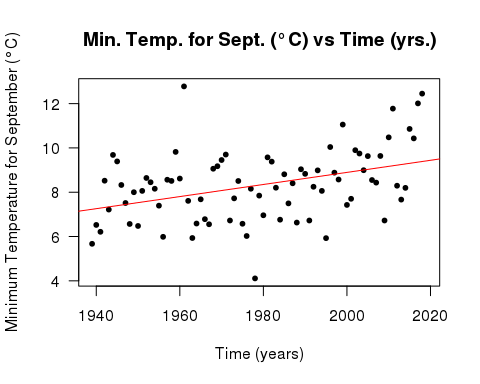 Min. Temp. for Sept. (°C) vs Time (yrs.)
Minimum Temperature for September (°C)
12
10
8
6
4
1940 1960 1980 2000 2020
Time (years)